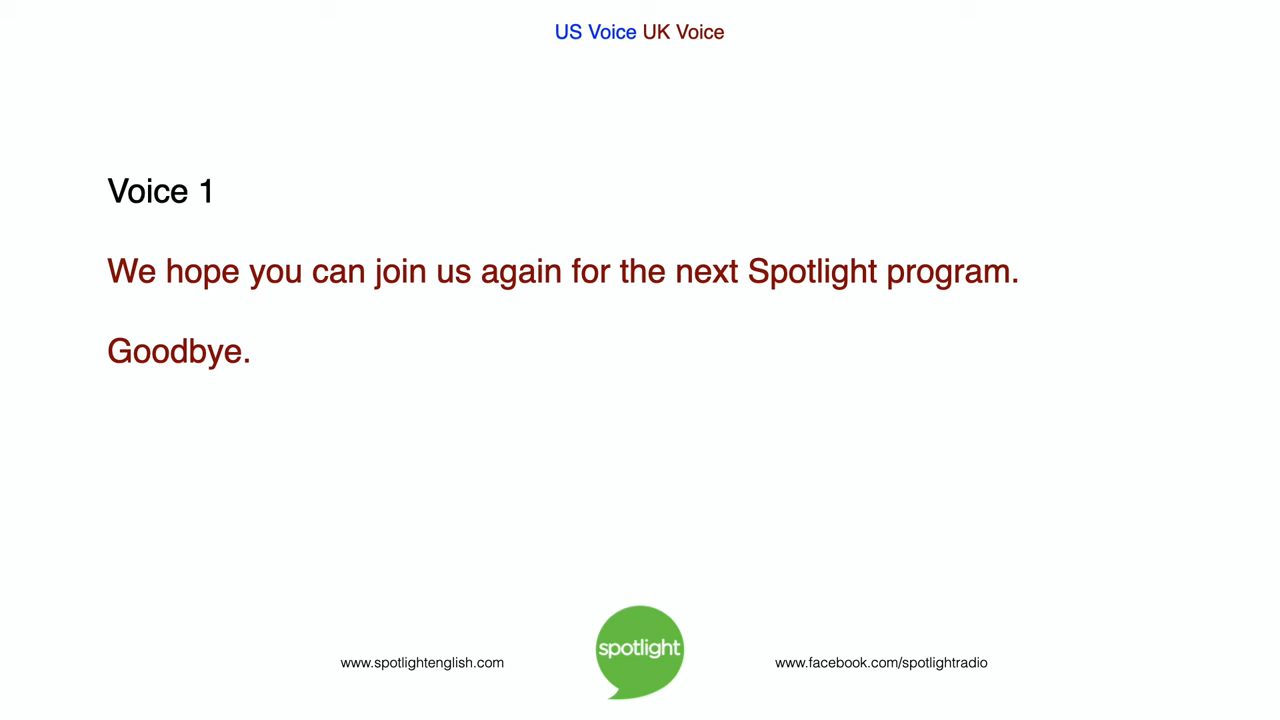 US Voice UK Voice
Voice 1
We hope you can join us again for the next Spotlight program.
Goodbye.
spotlight
www.spotlightenglish.com
www.facebook.com/spotlightradio